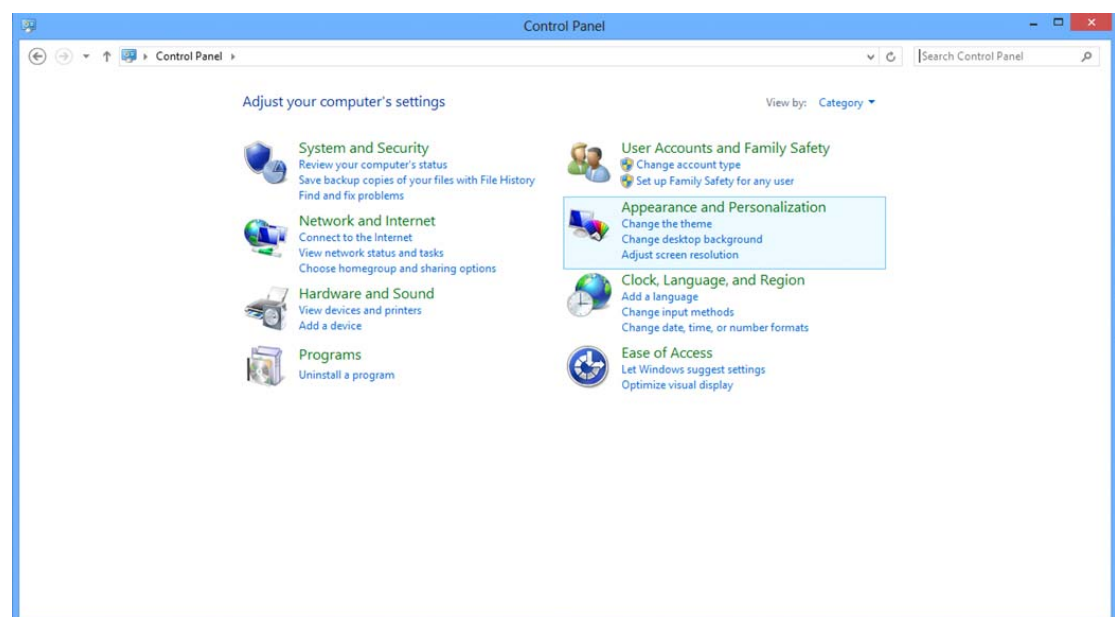 Control Panel
Control Panel
Search Control Panel
Adjust your computer's settings
View by: Category
System and Security
Review your computer's status
Save backup copies of your files with File History
Find and fix problems
Network and Internet
Connect to the Internet
View network status and tasks
Choose homegroup and sharing options
Hardware and Sound
View devices and printers
Add a device
Programs
Uninstall a program
User Accounts and Family Safety
Change account type
Set up Family Safety for any user
Appearance and Personalization
Change the theme
Change desktop background
Adjust screen resolution
Clock, Language, and Region
Add a language
Change input methods
Change date, time, or number formats
Ease of Access
Let Windows suggest settings
Optimize visual display